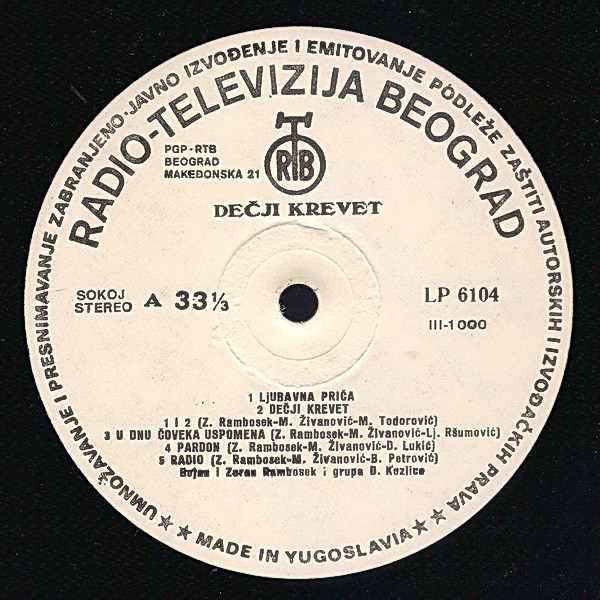 UMNOŽAVANJE I PRESNIMAVANJE ZABRANJENO·JAVNO IZVOĐENJE I EMITOVANJE PODLEŽE ZAŠTITI AUTORSKIH I IZVOĐAČKIH PRAVA
RADIO-TELEVIZIJA BEOGRAD
PGP-RTB
BEOGRAD
MAKEDONSKA 21
RTB
DEČJI KREVET
SOKOJ
STEREO
A 33⅓
LP 6104
III-1000
1 LjUBAVNA PRIČA
2 DEČJI KREVET
1 I 2 (Z. Rambosek-M. Živanović-M. Todorović)
3 U DNU ČOVEKA USPOMENA (Z. Rambosek-M. Živanović-Lj. Ršumović)
4 PARDON (Z. Rambosek-M. Živanović-D. Lukić)
5 RADIO (Z. Rambosek-M. Živanović-B. Petrović)
Bojan i Zoran Rambosek i grupa Đ. Kozlice
★★ MADE IN YUGOSLAVIA ★★